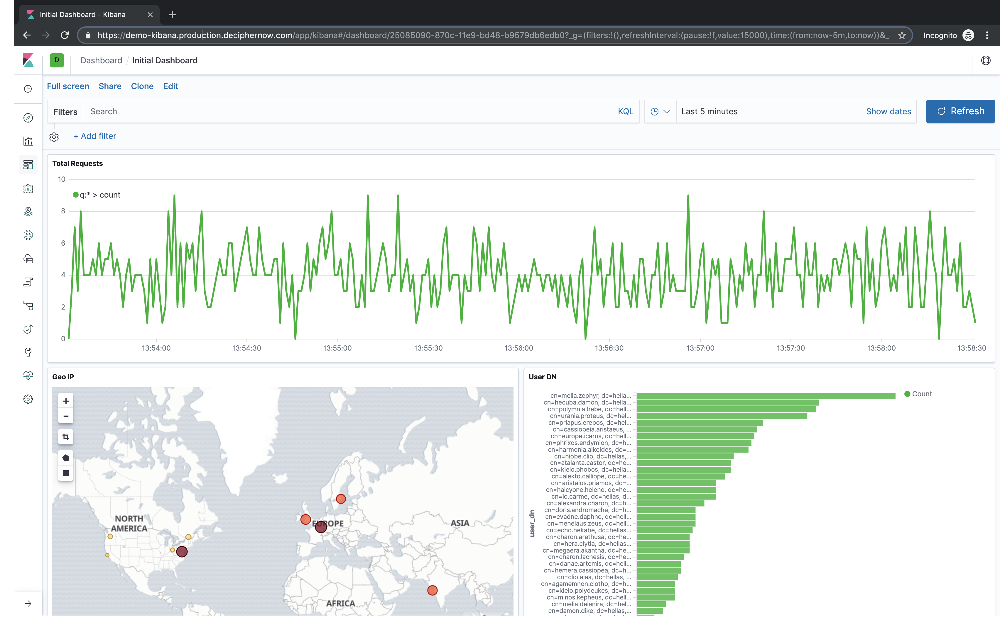 Initial Dashboard - Kibana
https://demo-kibana.production.deciphernow.com/app/kibana#/dashboard/25085090-870c-11e9-bd48-b9579db6edb0?_g=(filters:!(),refreshInterval:(pause:!f,value:15000),time:(from:now-5m,to:now))&_
Incognito
D
Dashboard / Initial Dashboard
Full screen Share Clone Edit
Filters Search KQL Last 5 minutes Show dates Refresh
+ Add filter
Total Requests
10
q:* > count
8
6
4
2
0
13:54:00 13:54:30 13:55:00 13:55:30 13:56:00 13:56:30 13:57:00 13:57:30 13:58:00 13:58:30
Geo IP
+
−
NORTH
AMERICA
EUROPE
ASIA
AFRICA
User DN
Count
user_dn
cn=melia.zephyr, dc=hella...
cn=hecuba.damon, dc=hella...
cn=polymnia.hebe, dc=hell...
cn=urania.proteus, dc=hel...
cn=priapus.erebos, dc=hel...
cn=cassiopeia.aristaeus, ...
cn=europe.icarus, dc=hell...
cn=phrixos.endymion, dc=h...
cn=harmonia.alkeides, dc=...
cn=niobe.clio, dc=hellas,...
cn=atalanta.castor, dc=he...
cn=kleio.phobos, dc=hella...
cn=alekto.calliope, dc=he...
cn=aristaios.priamos, dc=...
cn=halcyone.helene, dc=he...
cn=io.carme, dc=hellas, d...
cn=alexandra.charon, dc=h...
cn=doris.andromache, dc=h...
cn=evadne.daphne, dc=hell...
cn=menelaus.zeus, dc=hell...
cn=echo.hekabe, dc=hellas...
cn=charon.arethusa, dc=he...
cn=hera.clytia, dc=hellas...
cn=megaera.akantha, dc=he...
cn=charon.lachesis, dc=he...
cn=danae.artemis, dc=hell...
cn=hemera.cassiopea, dc=h...
cn=clio.aias, dc=hellas, ...
cn=agamemnon.clotho, dc=h...
cn=kleio.polydeukes, dc=h...
cn=minos.kepheus, dc=hell...
cn=melia.deianira, dc=hel...
cn=damon.dike, dc=hellas,...